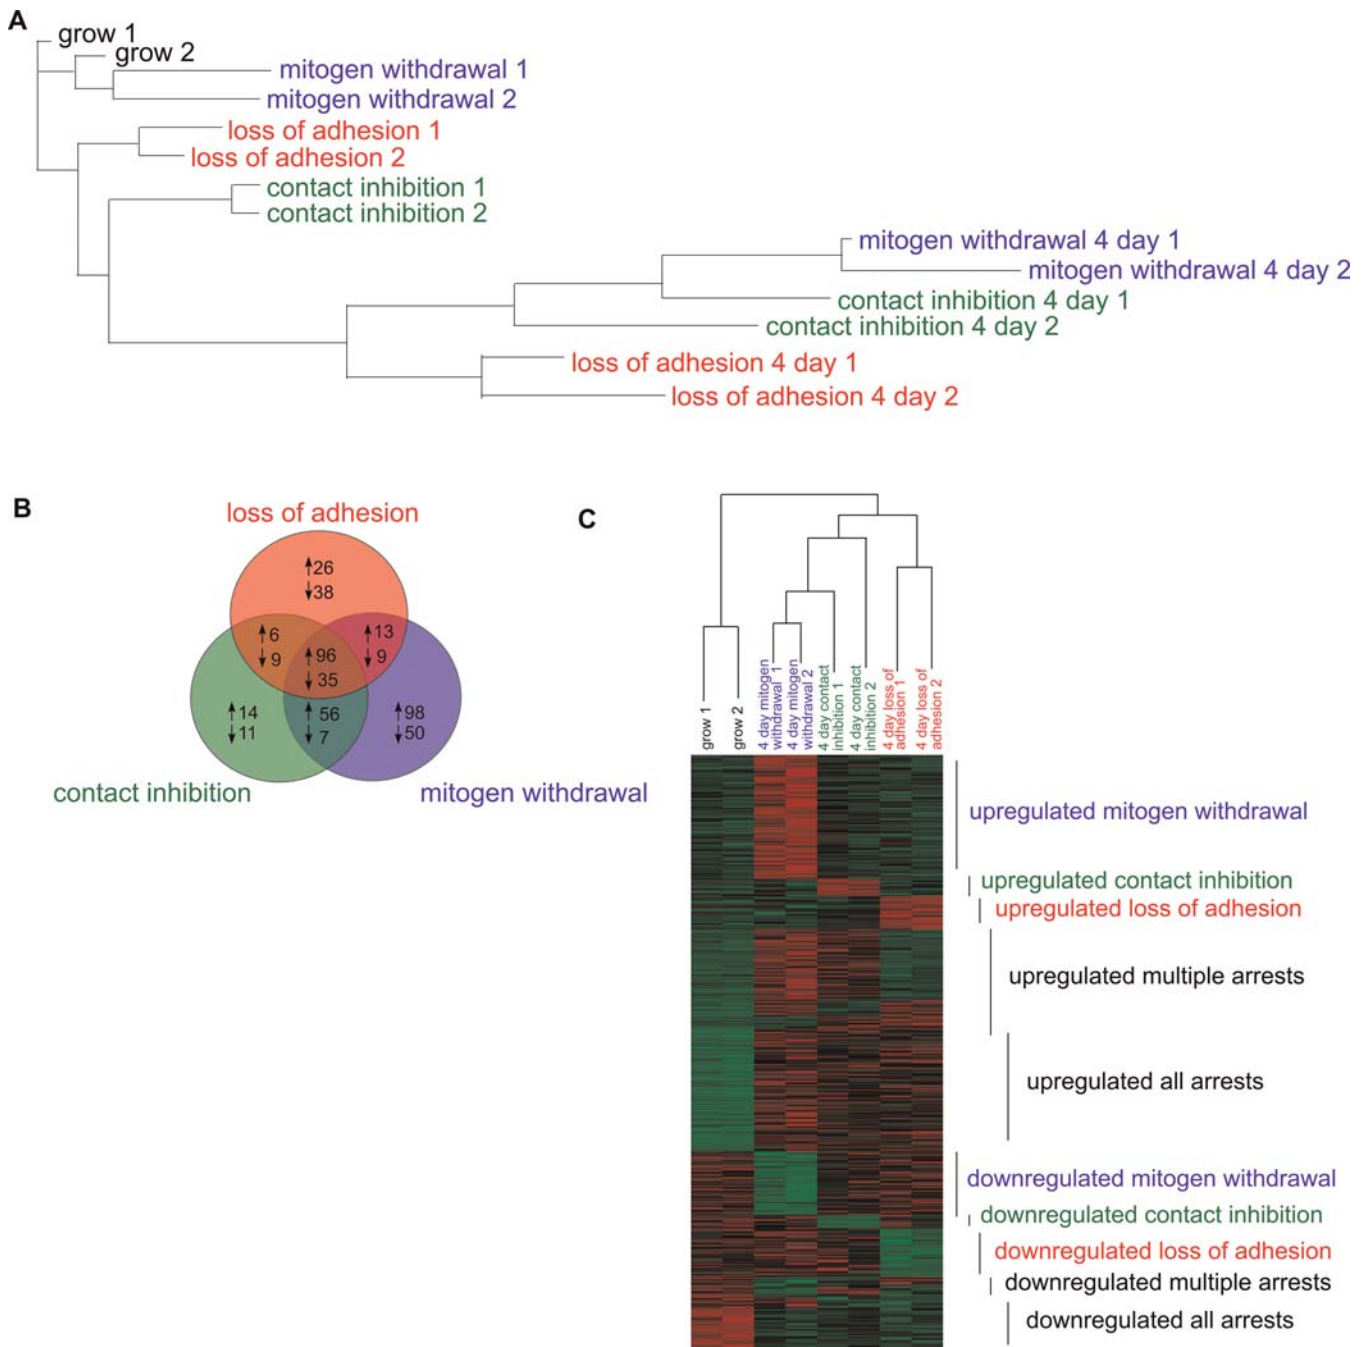 A
grow 1
grow 2
mitogen withdrawal 1
mitogen withdrawal 2
loss of adhesion 1
loss of adhesion 2
contact inhibition 1
contact inhibition 2
mitogen withdrawal 4 day 1
mitogen withdrawal 4 day 2
contact inhibition 4 day 1
contact inhibition 4 day 2
loss of adhesion 4 day 1
loss of adhesion 4 day 2
B
loss of adhesion
↑26
↓38
↑6
↓9
↑13
↓9
↑96
↓35
↑14
↓11
↑56
↓7
↑98
↓50
contact inhibition
mitogen withdrawal
C
grow 1
grow 2
4 day mitogen
withdrawal 1
4 day mitogen
withdrawal 2
4 day contact
inhibition 1
4 day contact
inhibition 2
4 day loss of
adhesion 1
4 day loss of
adhesion 2
upregulated mitogen withdrawal
upregulated contact inhibition
upregulated loss of adhesion
upregulated multiple arrests
upregulated all arrests
downregulated mitogen withdrawal
downregulated contact inhibition
downregulated loss of adhesion
downregulated multiple arrests
downregulated all arrests